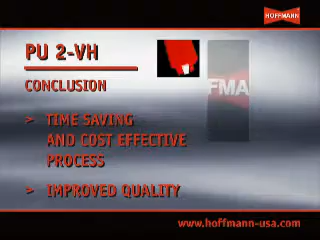 HOFFMANN
PU 2-VH
FMA
CONCLUSION
> TIME SAVING
AND COST EFFECTIVE
PROCESS
> IMPROVED QUALITY
www.hoffmann-usa.com